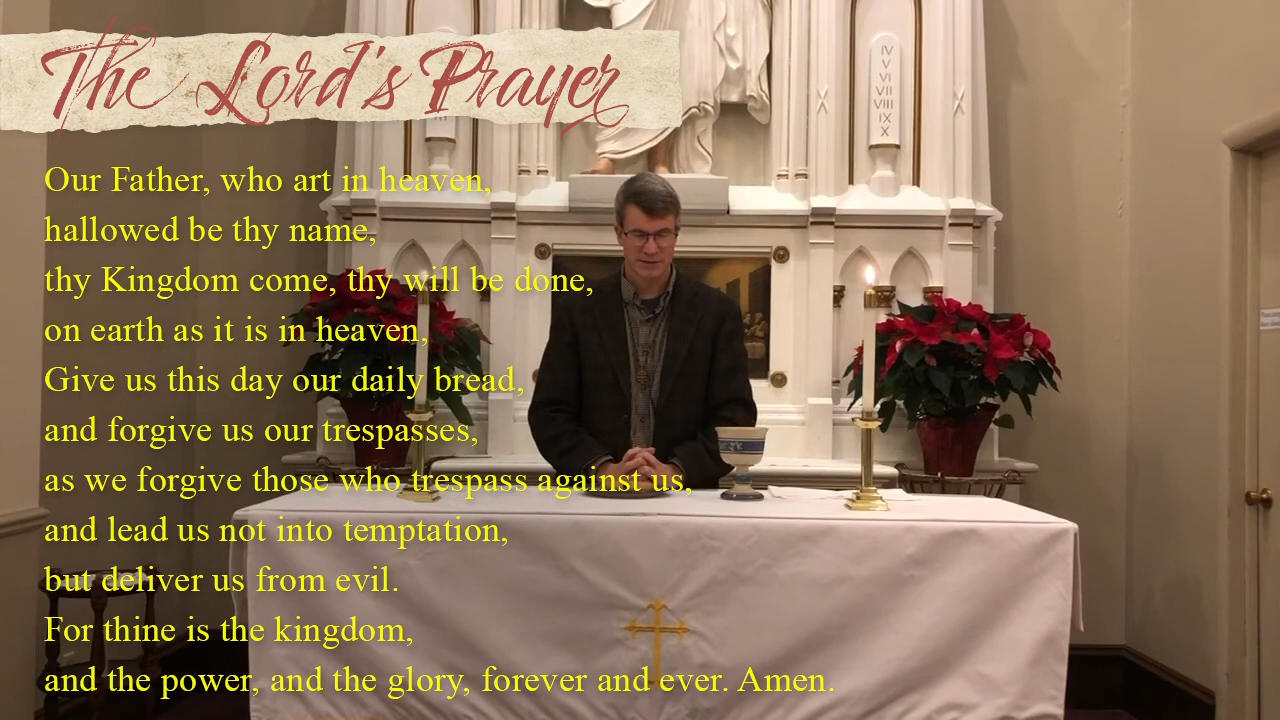 The Lord's Prayer
Our Father, who art in heaven,
hallowed be thy name,
thy Kingdom come, thy will be done,
on earth as it is in heaven,
Give us this day our daily bread,
and forgive us our trespasses,
as we forgive those who trespass against us,
and lead us not into temptation,
but deliver us from evil.
For thine is the kingdom,
and the power, and the glory, forever and ever. Amen.
IV
V
VI
VII
VIII
IX
X